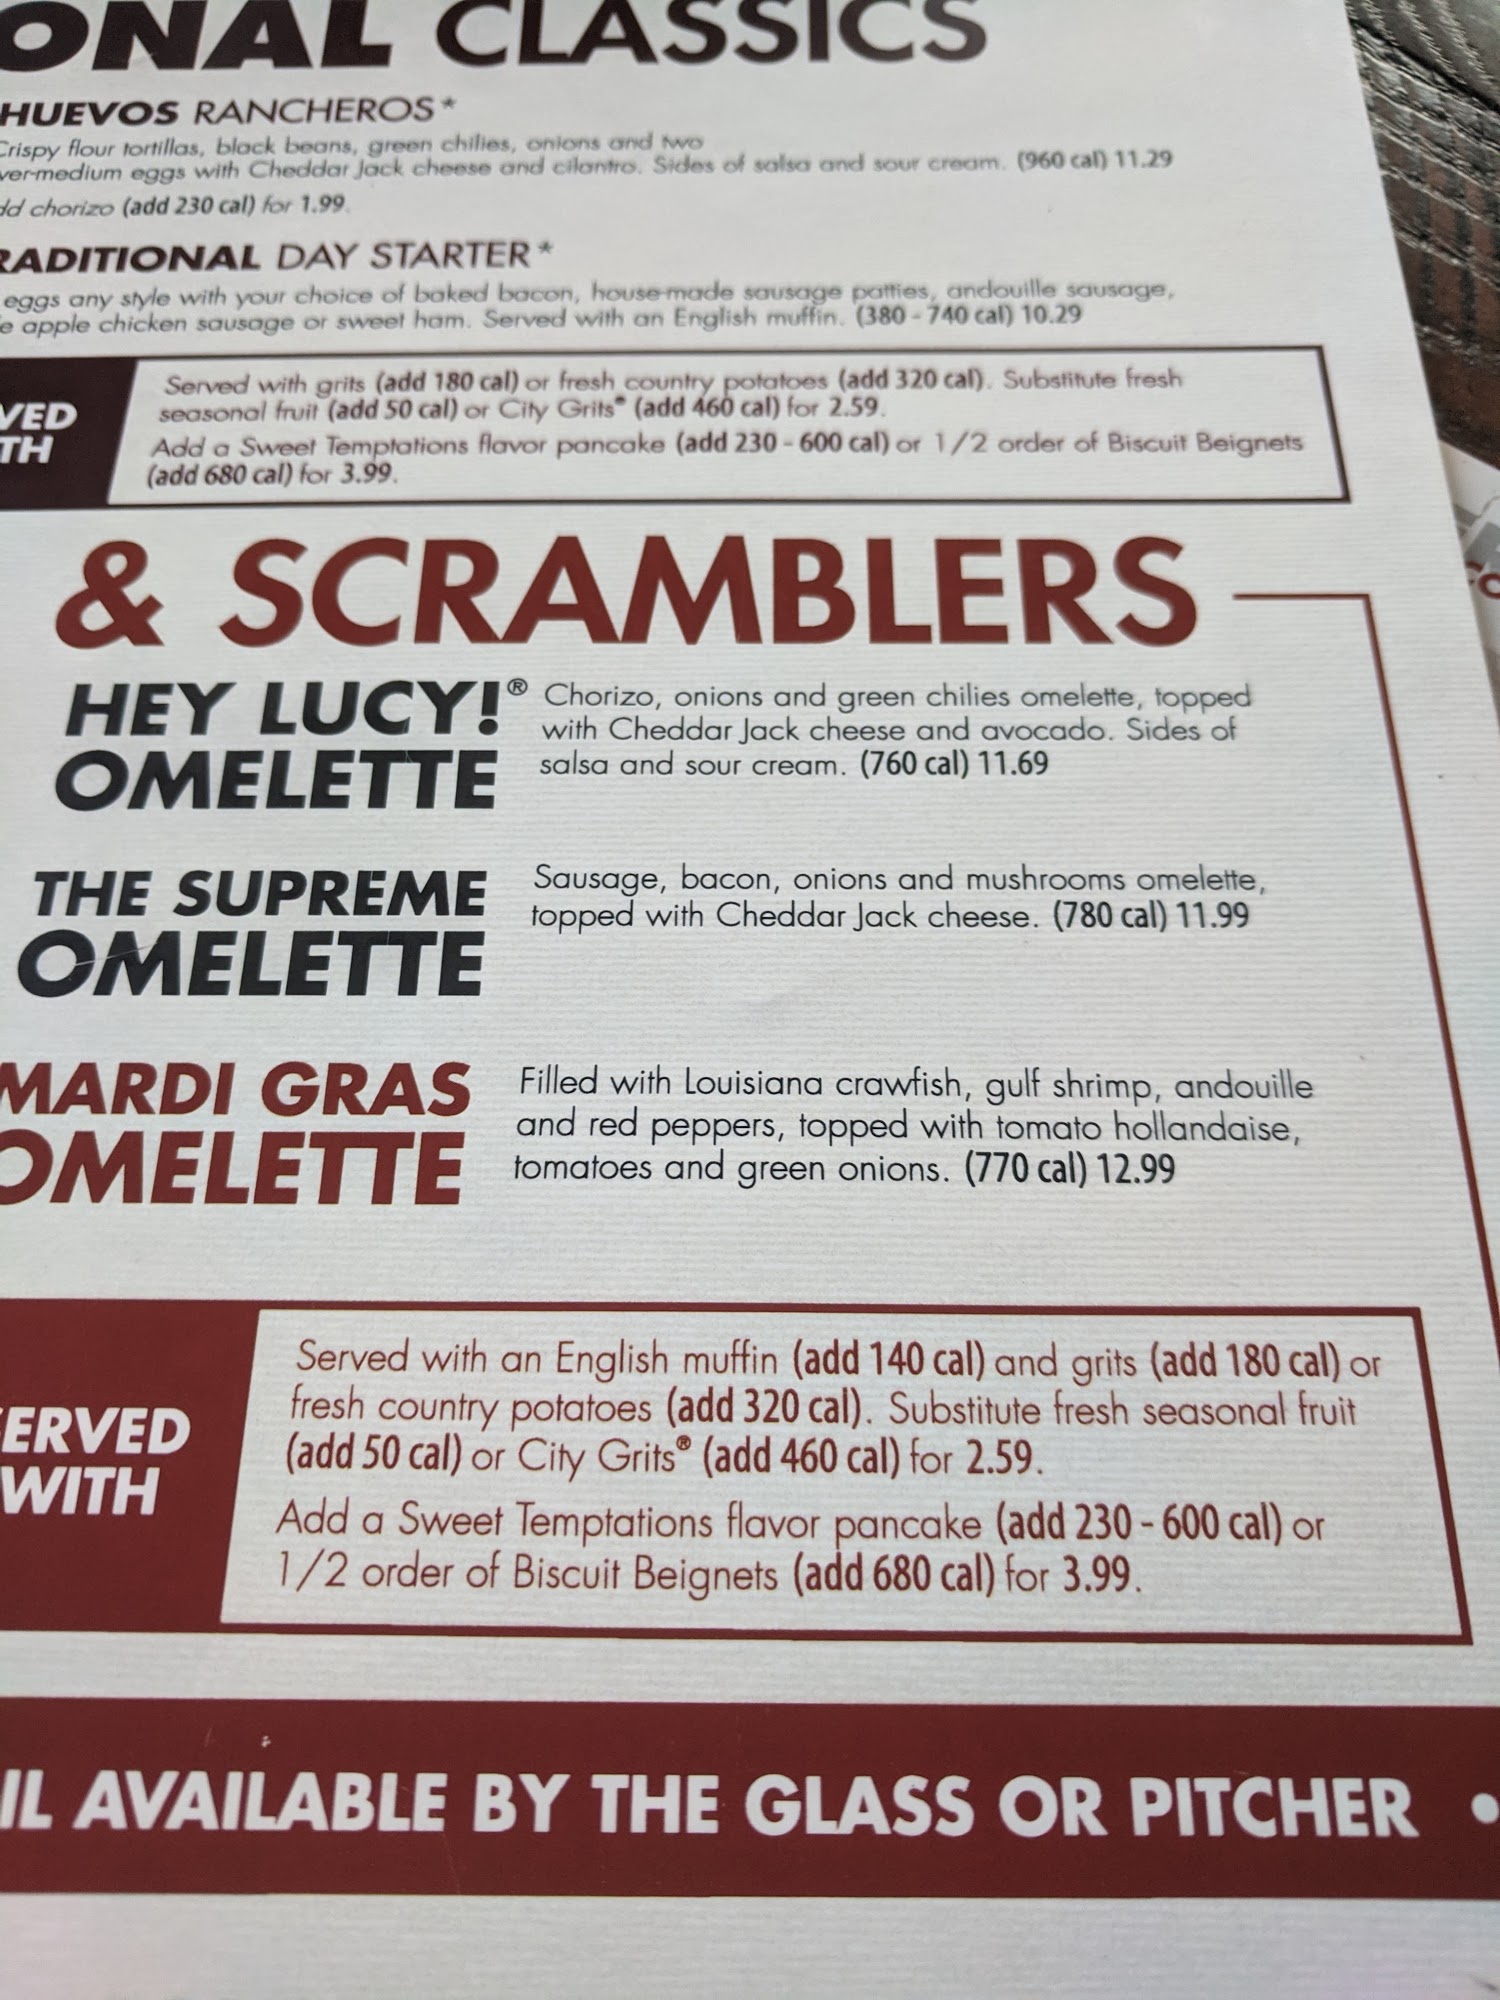 ONAL CLASSICS
HUEVOS RANCHEROS*
Crispy flour tortillas, black beans, green chilies, onions and two
ver-medium eggs with Cheddar Jack cheese and cilantro. Sides of salsa and sour cream. (960 cal) 11.29
dd chorizo (add 230 cal) for 1.99.
RADITIONAL DAY STARTER*
eggs any style with your choice of baked bacon, house-made sausage patties, andouille sausage,
e apple chicken sausage or sweet ham. Served with an English muffin. (380 - 740 cal) 10.29
VED
TH
Served with grits (add 180 cal) or fresh country potatoes (add 320 cal). Substitute fresh
seasonal fruit (add 50 cal) or City Grits® (add 460 cal) for 2.59.
Add a Sweet Temptations flavor pancake (add 230 - 600 cal) or 1/2 order of Biscuit Beignets
(add 680 cal) for 3.99.
& SCRAMBLERS
HEY LUCY!®
OMELETTE
Chorizo, onions and green chilies omelette, topped
with Cheddar Jack cheese and avocado. Sides of
salsa and sour cream. (760 cal) 11.69
THE SUPREME
OMELETTE
Sausage, bacon, onions and mushrooms omelette,
topped with Cheddar Jack cheese. (780 cal) 11.99
MARDI GRAS
OMELETTE
Filled with Louisiana crawfish, gulf shrimp, andouille
and red peppers, topped with tomato hollandaise,
tomatoes and green onions. (770 cal) 12.99
ERVED
WITH
Served with an English muffin (add 140 cal) and grits (add 180 cal) or
fresh country potatoes (add 320 cal). Substitute fresh seasonal fruit
(add 50 cal) or City Grits® (add 460 cal) for 2.59.
Add a Sweet Temptations flavor pancake (add 230 - 600 cal) or
1/2 order of Biscuit Beignets (add 680 cal) for 3.99.
IL AVAILABLE BY THE GLASS OR PITCHER •